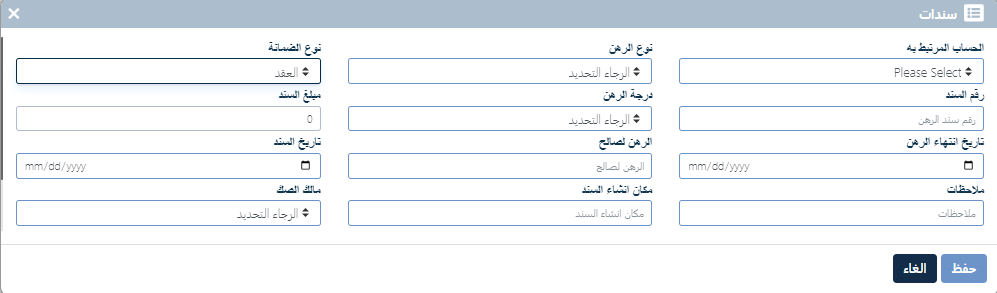 سندات
الحساب المرتبط به نوع الرهن نوع الضمانة
Please Select الرجاء التحديد العقد
رقم السند درجة الرهن مبلغ السند
رقم سند الرهن الرجاء التحديد 0
تاريخ انتهاء الرهن الرهن لصالح تاريخ السند
mm/dd/yyyy الرهن لصالح mm/dd/yyyy
ملاحظات مكان انشاء السند مالك الصك
ملاحظات مكان انشاء السند الرجاء التحديد
حفظ الغاء